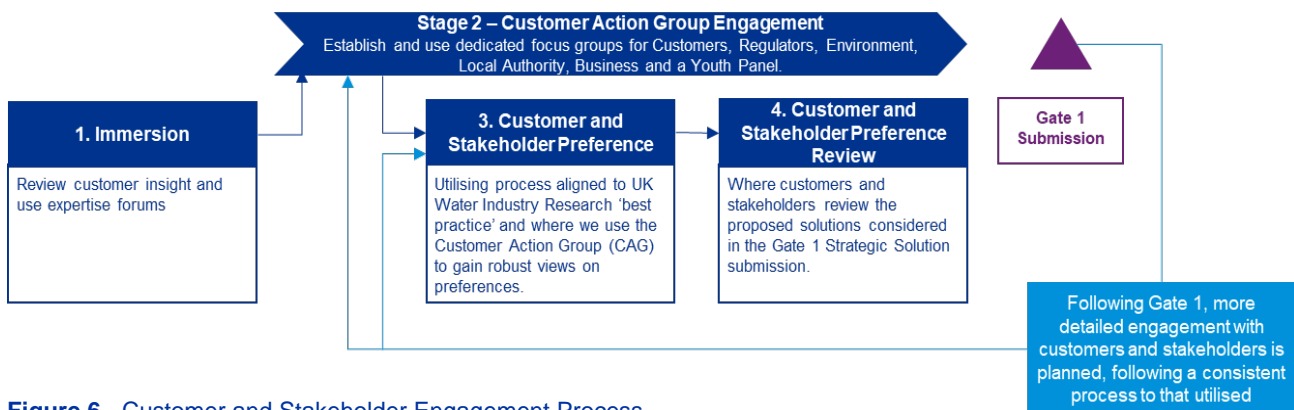 Stage 2 – Customer Action Group Engagement
Establish and use dedicated focus groups for Customers, Regulators, Environment,
Local Authority, Business and a Youth Panel.
1. Immersion
Review customer insight and
use expertise forums
3. Customer and
Stakeholder Preference
Utilising process aligned to UK
Water Industry Research ‘best
practice’ and where we use the
Customer Action Group (CAG)
to gain robust views on
preferences.
4. Customer and
Stakeholder Preference
Review
Where customers and
stakeholders review the
proposed solutions considered
in the Gate 1 Strategic Solution
submission.
Gate 1
Submission
Following Gate 1, more
detailed engagement with
customers and stakeholders is
planned, following a consistent
process to that utilised
Figure 6 - Customer and Stakeholder Engagement Process